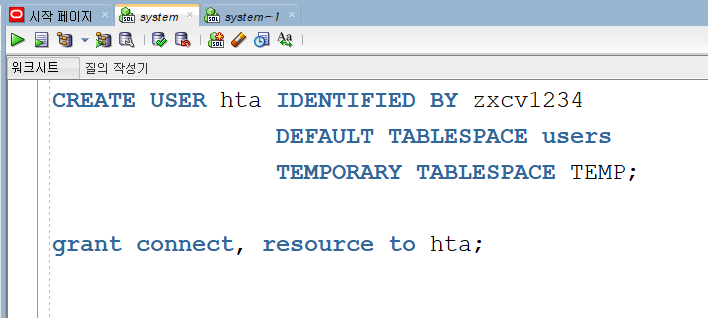 시작 페이지 system system~1
워크시트 질의 작성기
CREATE USER hta IDENTIFIED BY zxcv1234
DEFAULT TABLESPACE users
TEMPORARY TABLESPACE TEMP;
grant connect, resource to hta;